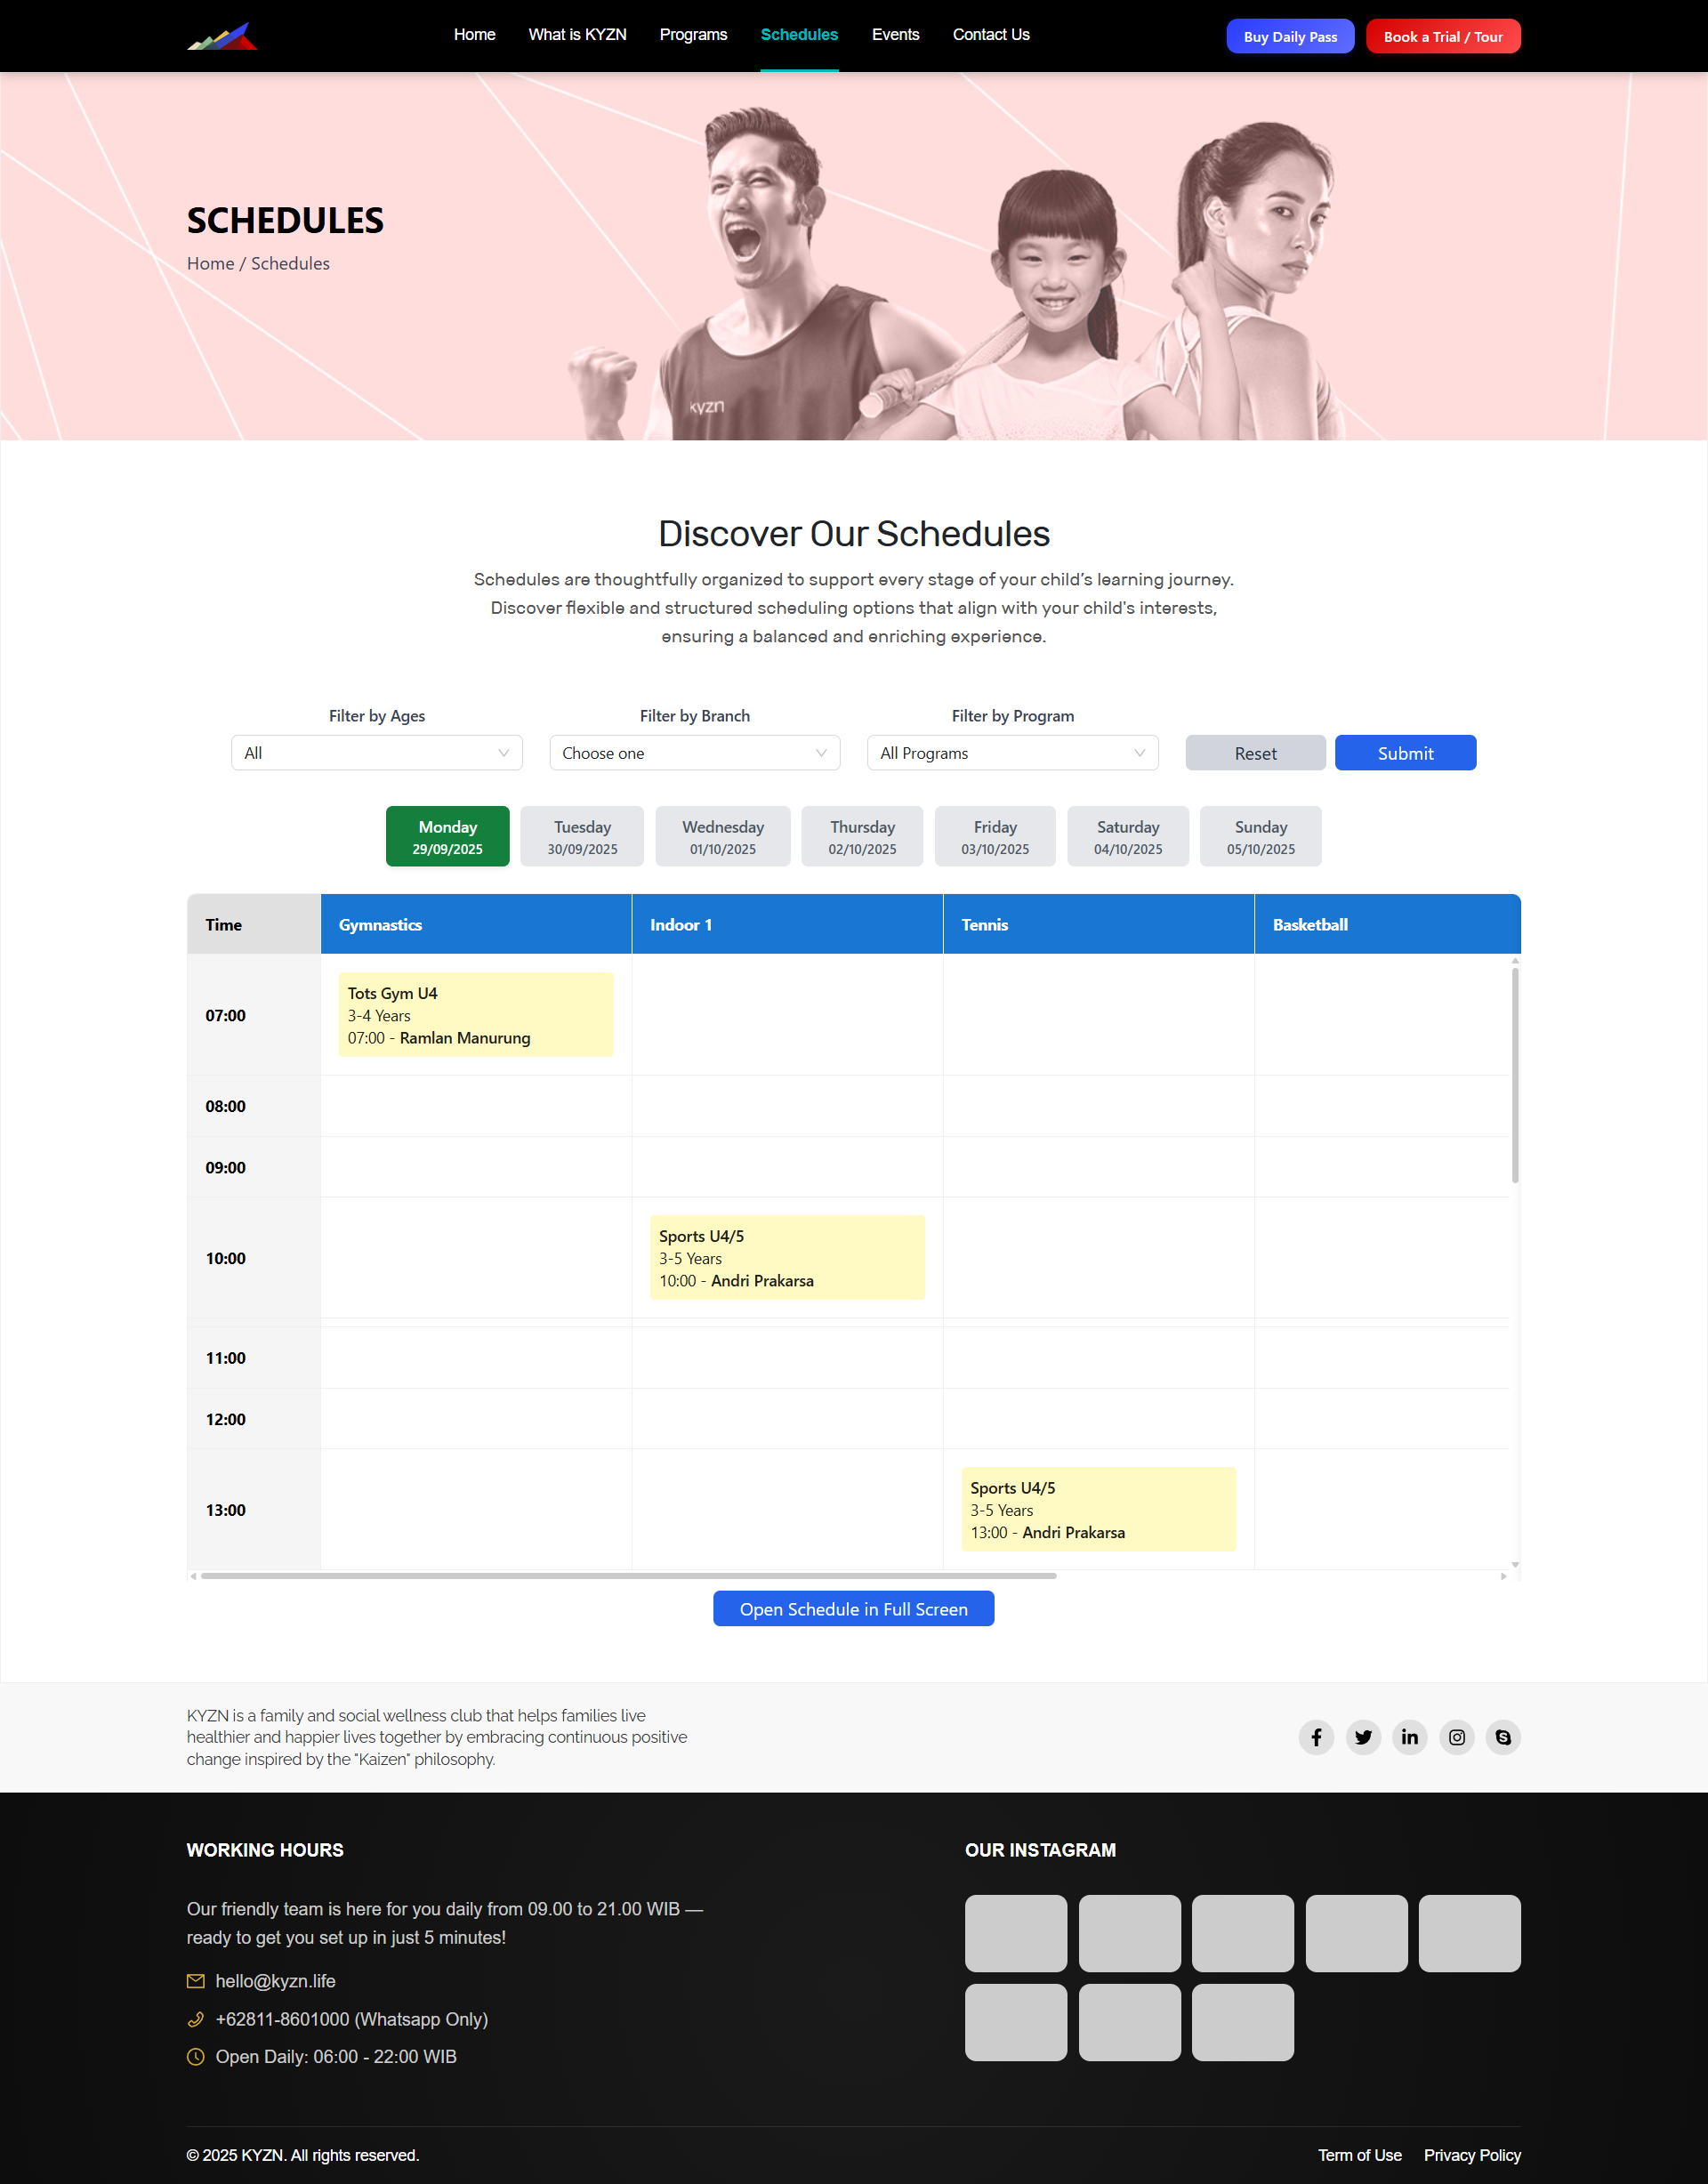 Home
What is KYZN
Programs
Schedules
Events
Contact Us
Buy Daily Pass
Book a Trial / Tour
SCHEDULES
Home / Schedules
kyzn
Discover Our Schedules
Schedules are thoughtfully organized to support every stage of your child’s learning journey.
Discover flexible and structured scheduling options that align with your child's interests,
ensuring a balanced and enriching experience.
Filter by Ages
Filter by Branch
Filter by Program
All
Choose one
All Programs
Reset
Submit
Monday
29/09/2025
Tuesday
30/09/2025
Wednesday
01/10/2025
Thursday
02/10/2025
Friday
03/10/2025
Saturday
04/10/2025
Sunday
05/10/2025
Time
Gymnastics
Indoor 1
Tennis
Basketball
07:00
Tots Gym U4
3-4 Years
07:00 - Ramlan Manurung
08:00
09:00
10:00
Sports U4/5
3-5 Years
10:00 - Andri Prakarsa
11:00
12:00
13:00
Sports U4/5
3-5 Years
13:00 - Andri Prakarsa
Open Schedule in Full Screen
KYZN is a family and social wellness club that helps families live
healthier and happier lives together by embracing continuous positive
change inspired by the "Kaizen" philosophy.
WORKING HOURS
Our friendly team is here for you daily from 09.00 to 21.00 WIB —
ready to get you set up in just 5 minutes!
hello@kyzn.life
+62811-8601000 (Whatsapp Only)
Open Daily: 06:00 - 22:00 WIB
OUR INSTAGRAM
© 2025 KYZN. All rights reserved.
Term of Use
Privacy Policy